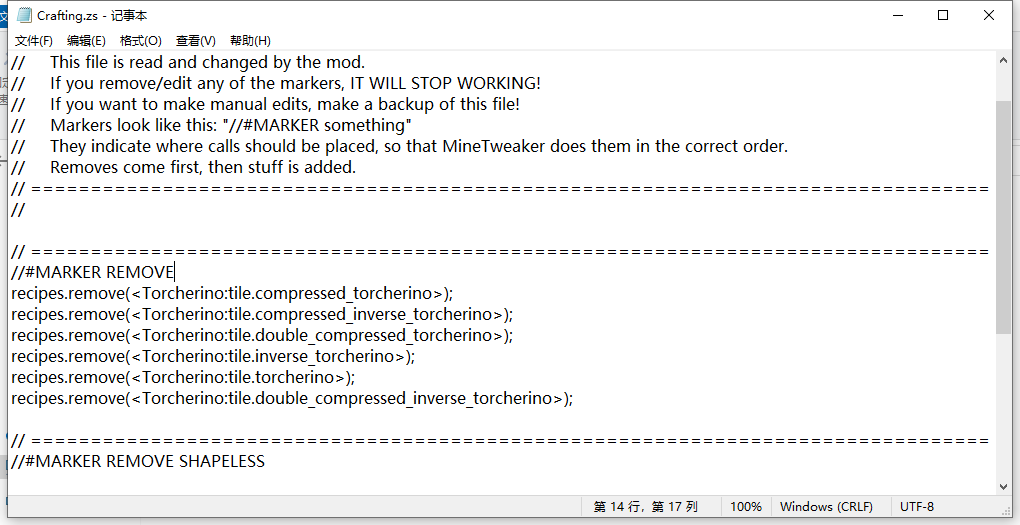 Crafting.zs - 记事本
文件(F) 编辑(E) 格式(O) 查看(V) 帮助(H)
// This file is read and changed by the mod.
// If you remove/edit any of the markers, IT WILL STOP WORKING!
// If you want to make manual edits, make a backup of this file!
// Markers look like this: "//#MARKER something"
// They indicate where calls should be placed, so that MineTweaker does them in the correct order.
// Removes come first, then stuff is added.
// ================================================================================
//
// ================================================================================
//#MARKER REMOVE
recipes.remove(<Torcherino:tile.compressed_torcherino>);
recipes.remove(<Torcherino:tile.compressed_inverse_torcherino>);
recipes.remove(<Torcherino:tile.double_compressed_torcherino>);
recipes.remove(<Torcherino:tile.inverse_torcherino>);
recipes.remove(<Torcherino:tile.torcherino>);
recipes.remove(<Torcherino:tile.double_compressed_inverse_torcherino>);
// ================================================================================
//#MARKER REMOVE SHAPELESS
第 14 行，第 17 列 100% Windows (CRLF) UTF-8